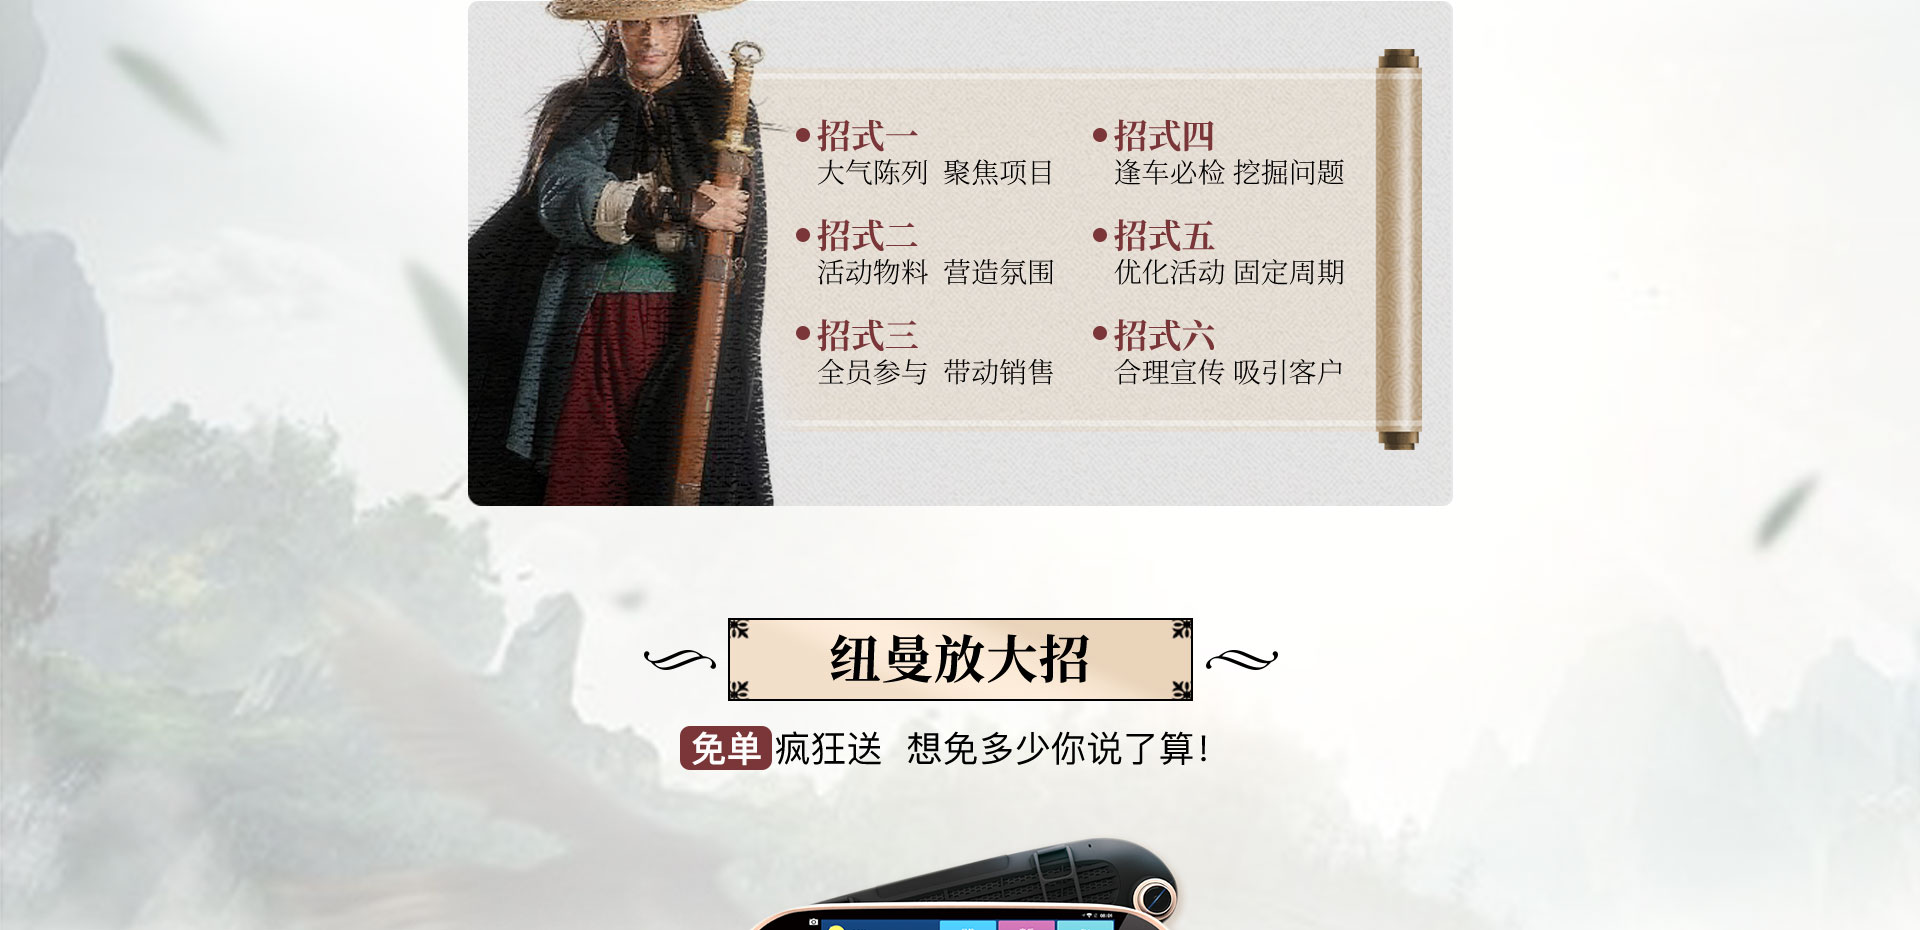 招式一
大气陈列 聚焦项目
招式二
活动物料 营造氛围
招式三
全员参与 带动销售
招式四
逢车必检 挖掘问题
招式五
优化活动 固定周期
招式六
合理宣传 吸引客户
纽曼放大招
免单疯狂送 想免多少你说了算!